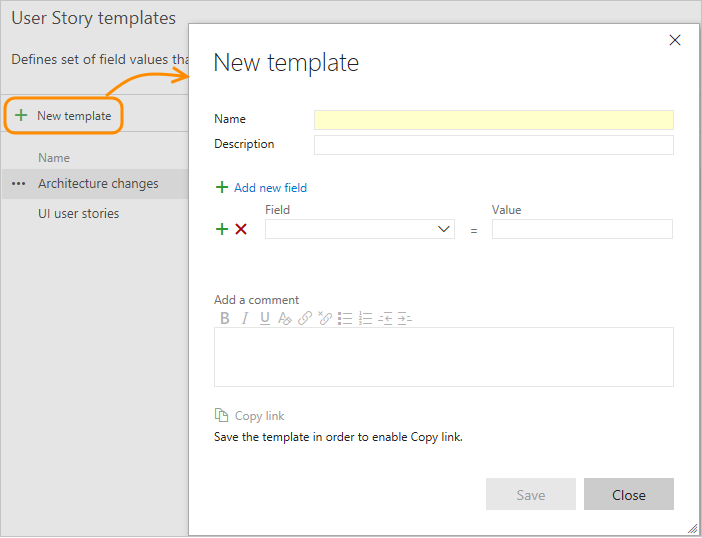 User Story templates
Defines set of field values tha
New template
Name
Architecture changes
UI user stories
New template
Name
Description
Add new field
Field
Value
=
Add a comment
B I U A
Copy link
Save the template in order to enable Copy link.
Save
Close